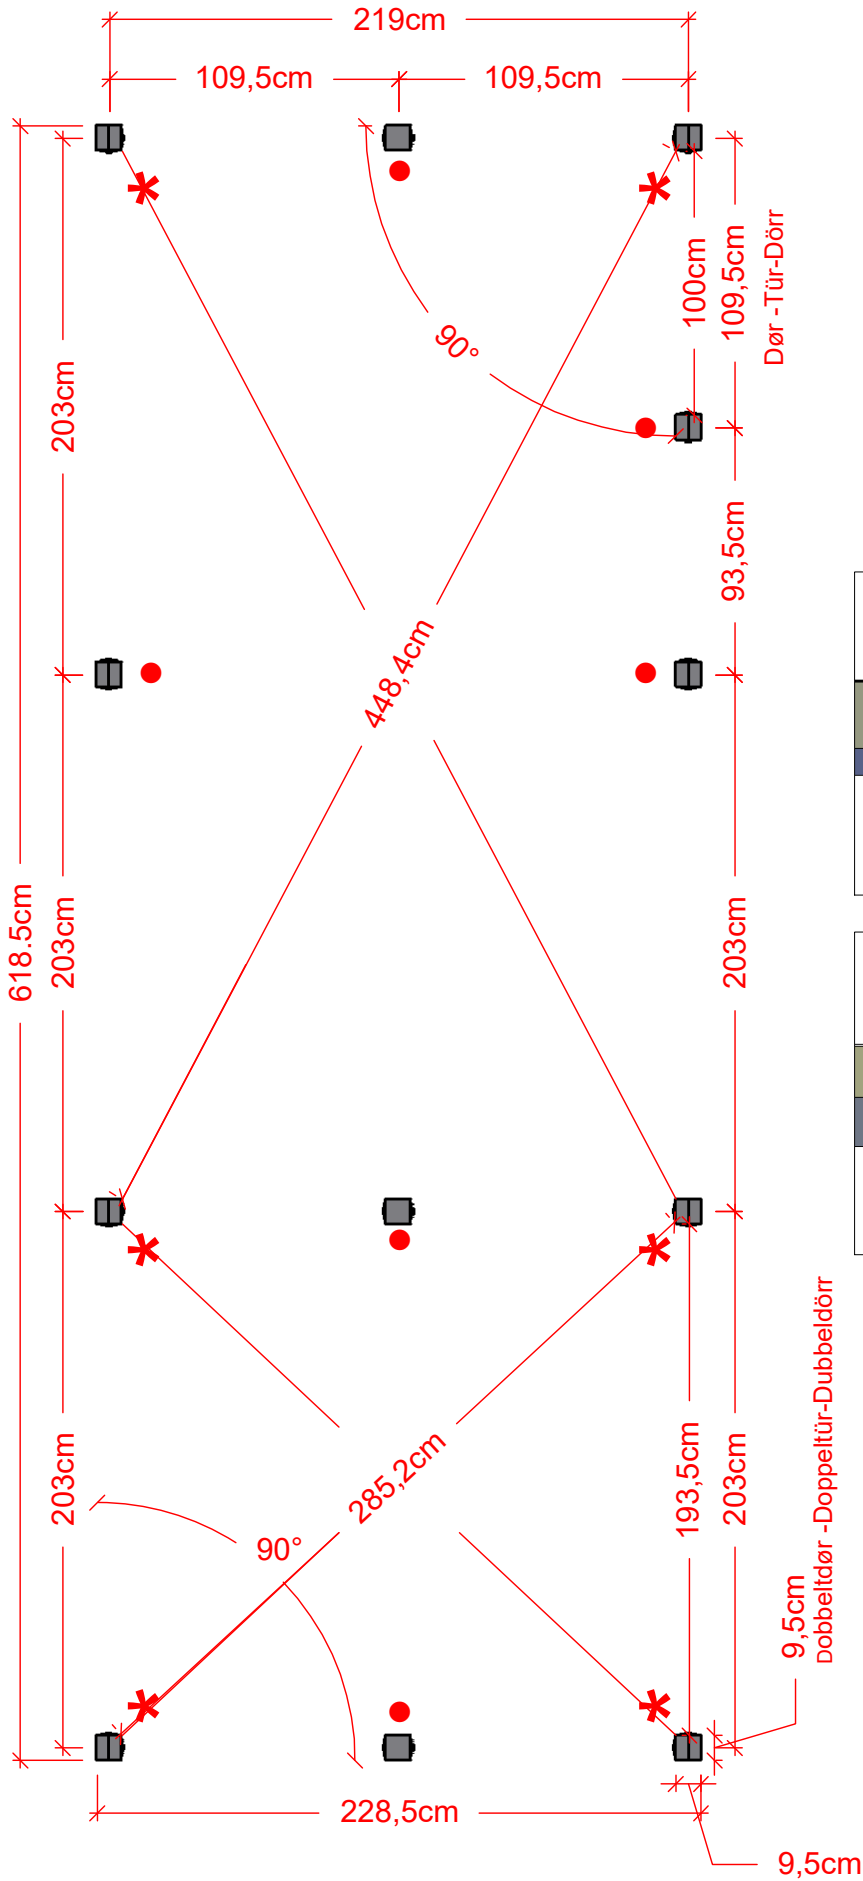 219cm
109,5cm
109,5cm
100cm
109,5cm
Dør -Tür-Dörr
90°
203cm
93,5cm
448,4cm
618.5cm
203cm
203cm
203cm
285,2cm
193,5cm
203cm
90°
9,5cm
Dobbeltdør -Doppeltür-Dubbeldörr
228,5cm
9,5cm